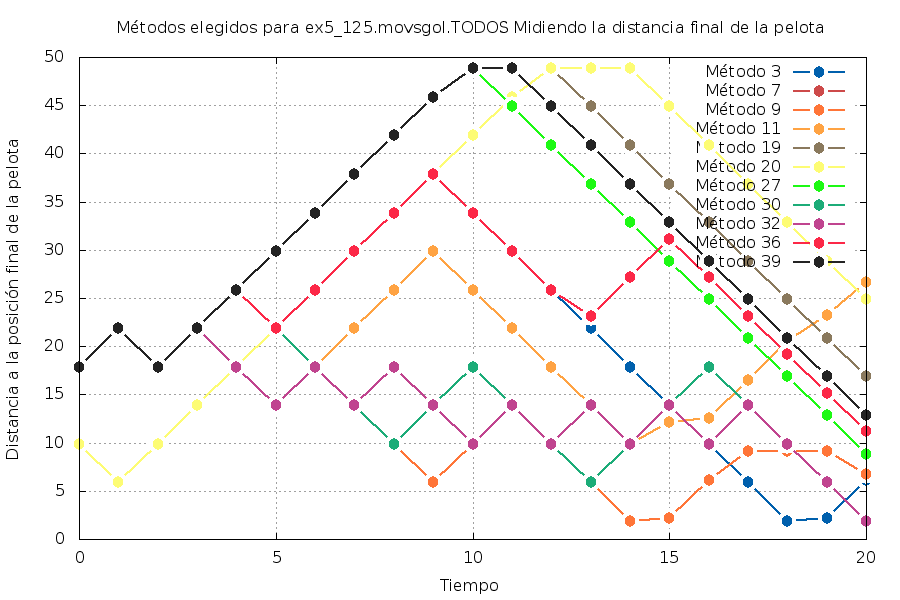 Métodos elegidos para ex5_125.movsgol.TODOS Midiendo la distancia final de la pelota
Distancia a la posición final de la pelota
50
45
40
35
30
25
20
15
10
5
0
Método 3
Método 7
Método 9
Método 11
Método 19
Método 20
Método 27
Método 30
Método 32
Método 36
Método 39
0 5 10 15 20
Tiempo